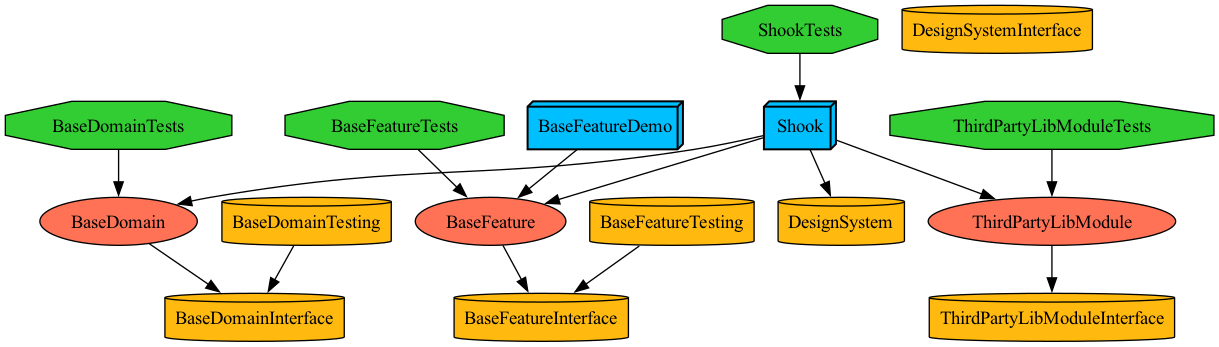 ShookTests
DesignSystemInterface
BaseDomainTests
BaseFeatureTests
BaseFeatureDemo
Shook
ThirdPartyLibModuleTests
BaseDomain
BaseDomainTesting
BaseFeature
BaseFeatureTesting
DesignSystem
ThirdPartyLibModule
BaseDomainInterface
BaseFeatureInterface
ThirdPartyLibModuleInterface